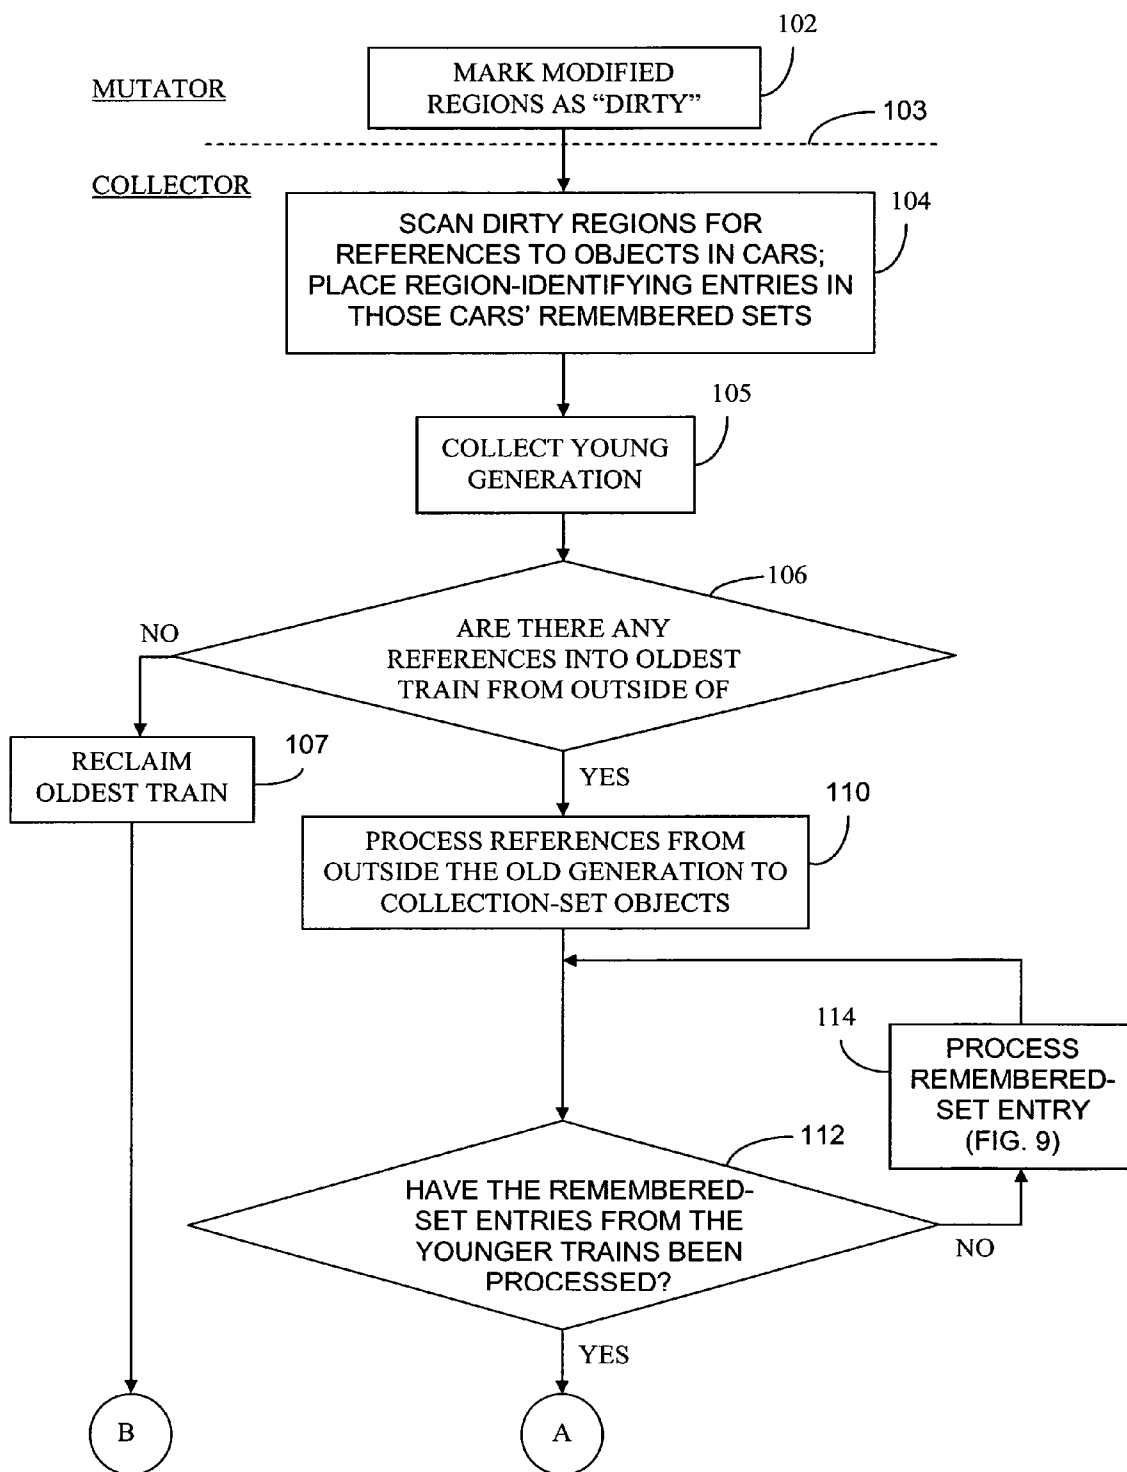 102
MUTATOR
MARK MODIFIED
REGIONS AS “DIRTY”
103
COLLECTOR
104
SCAN DIRTY REGIONS FOR
REFERENCES TO OBJECTS IN CARS;
PLACE REGION-IDENTIFYING ENTRIES IN
THOSE CARS’ REMEMBERED SETS
105
COLLECT YOUNG
GENERATION
106
ARE THERE ANY
REFERENCES INTO OLDEST
TRAIN FROM OUTSIDE OF
NO
RECLAIM
OLDEST TRAIN
107
YES
110
PROCESS REFERENCES FROM
OUTSIDE THE OLD GENERATION TO
COLLECTION-SET OBJECTS
114
PROCESS
REMEMBERED-
SET ENTRY
(FIG. 9)
112
HAVE THE REMEMBERED-
SET ENTRIES FROM THE
YOUNGER TRAINS BEEN
PROCESSED?
NO
YES
B
A